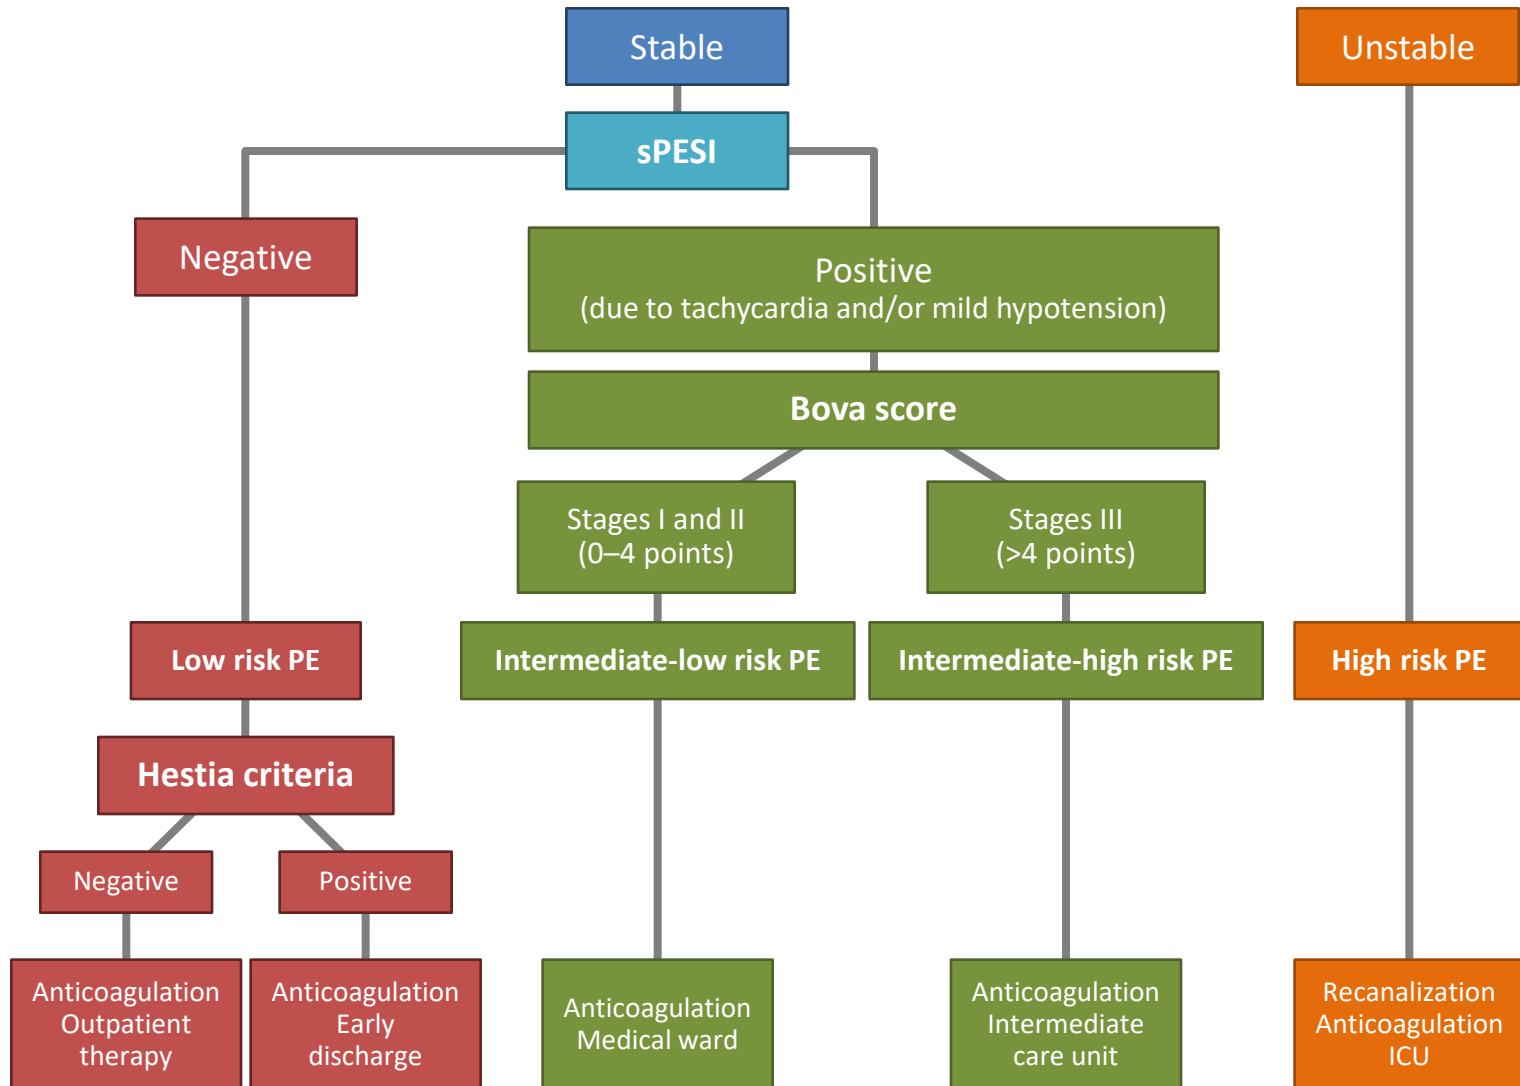 Stable
Unstable
sPESI
Negative
Positive
(due to tachycardia and/or mild hypotension)
Bova score
Stages I and II
(0–4 points)
Stages III
(>4 points)
Low risk PE
Intermediate-low risk PE
Intermediate-high risk PE
High risk PE
Hestia criteria
Negative
Positive
Anticoagulation
Outpatient
therapy
Anticoagulation
Early
discharge
Anticoagulation
Medical ward
Anticoagulation
Intermediate
care unit
Recanalization
Anticoagulation
ICU